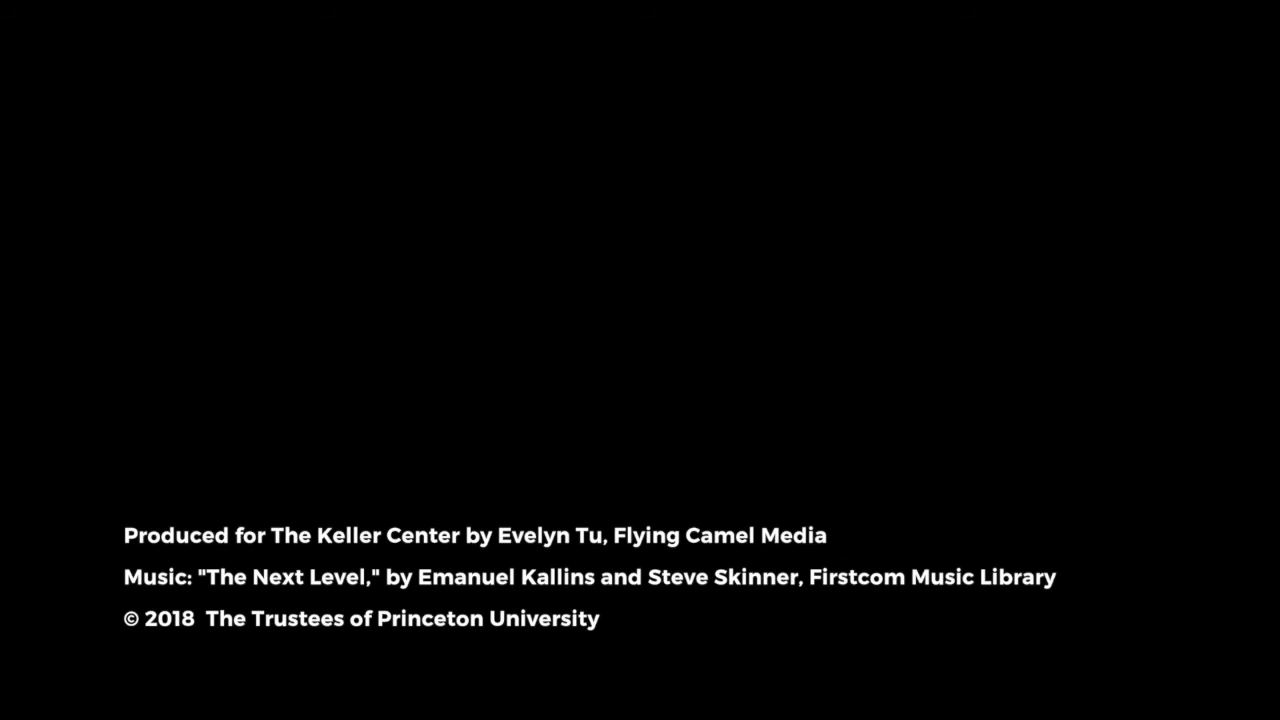 Produced for The Keller Center by Evelyn Tu, Flying Camel Media
Music: "The Next Level," by Emanuel Kallins and Steve Skinner, Firstcom Music Library
© 2018  The Trustees of Princeton University